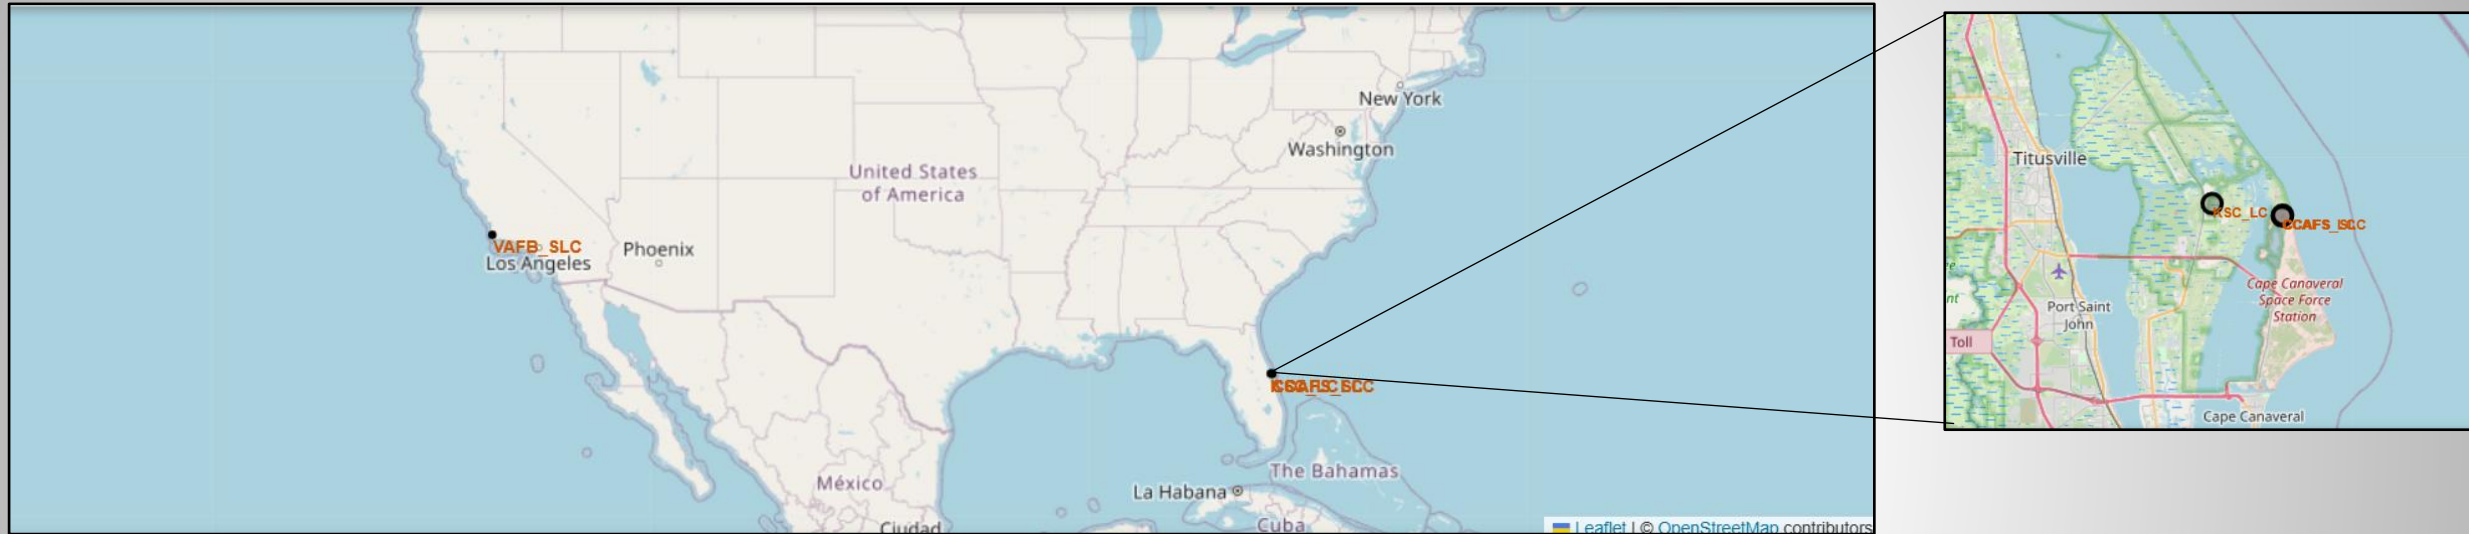 New York
Washington
United States
of America
VAFB_SLC
Los Angeles
Phoenix
México
Ciudad
La Habana
The Bahamas
Cuba
Leaflet | © OpenStreetMap contributors
Titusville
KSC_LC
Cape Canaveral
Space Force
Station
Port Saint
John
nt
Toll
Cape Canaveral